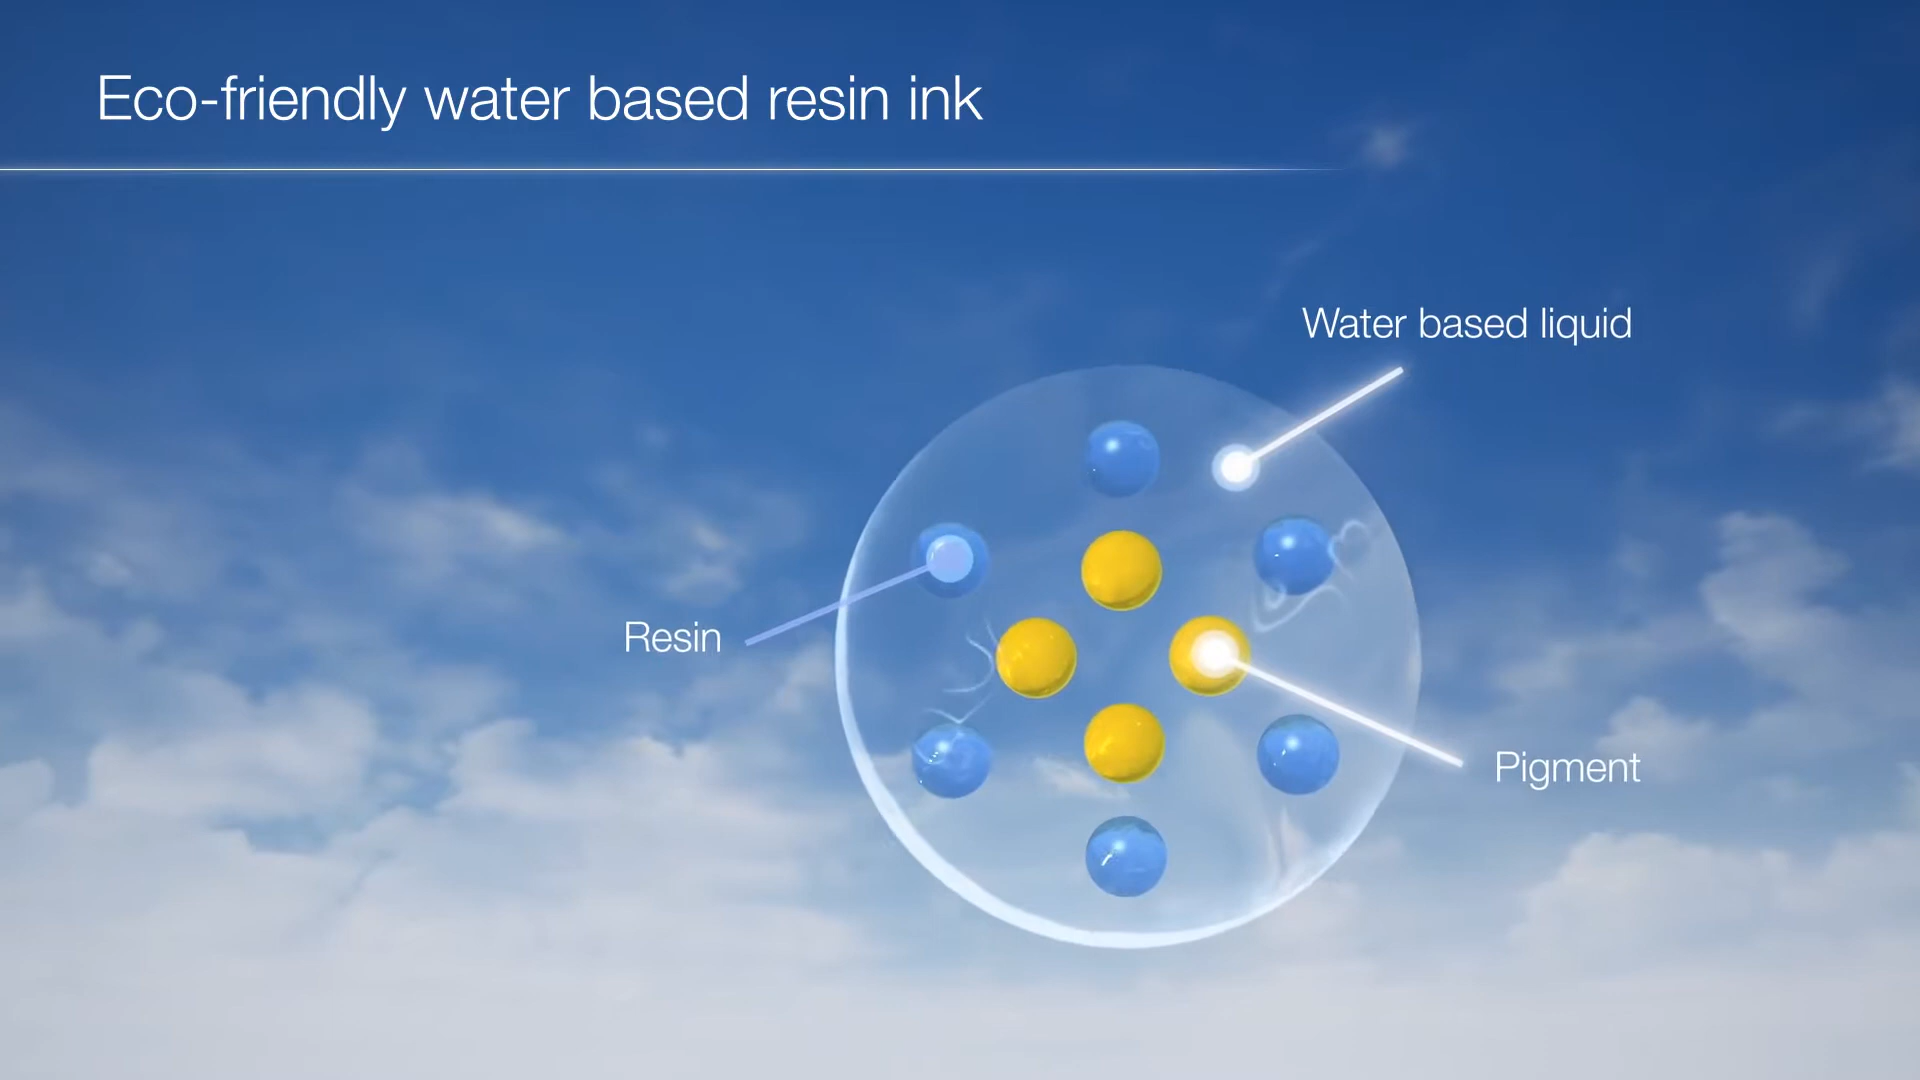 Eco-friendly water based resin ink
Water based liquid
Resin
Pigment